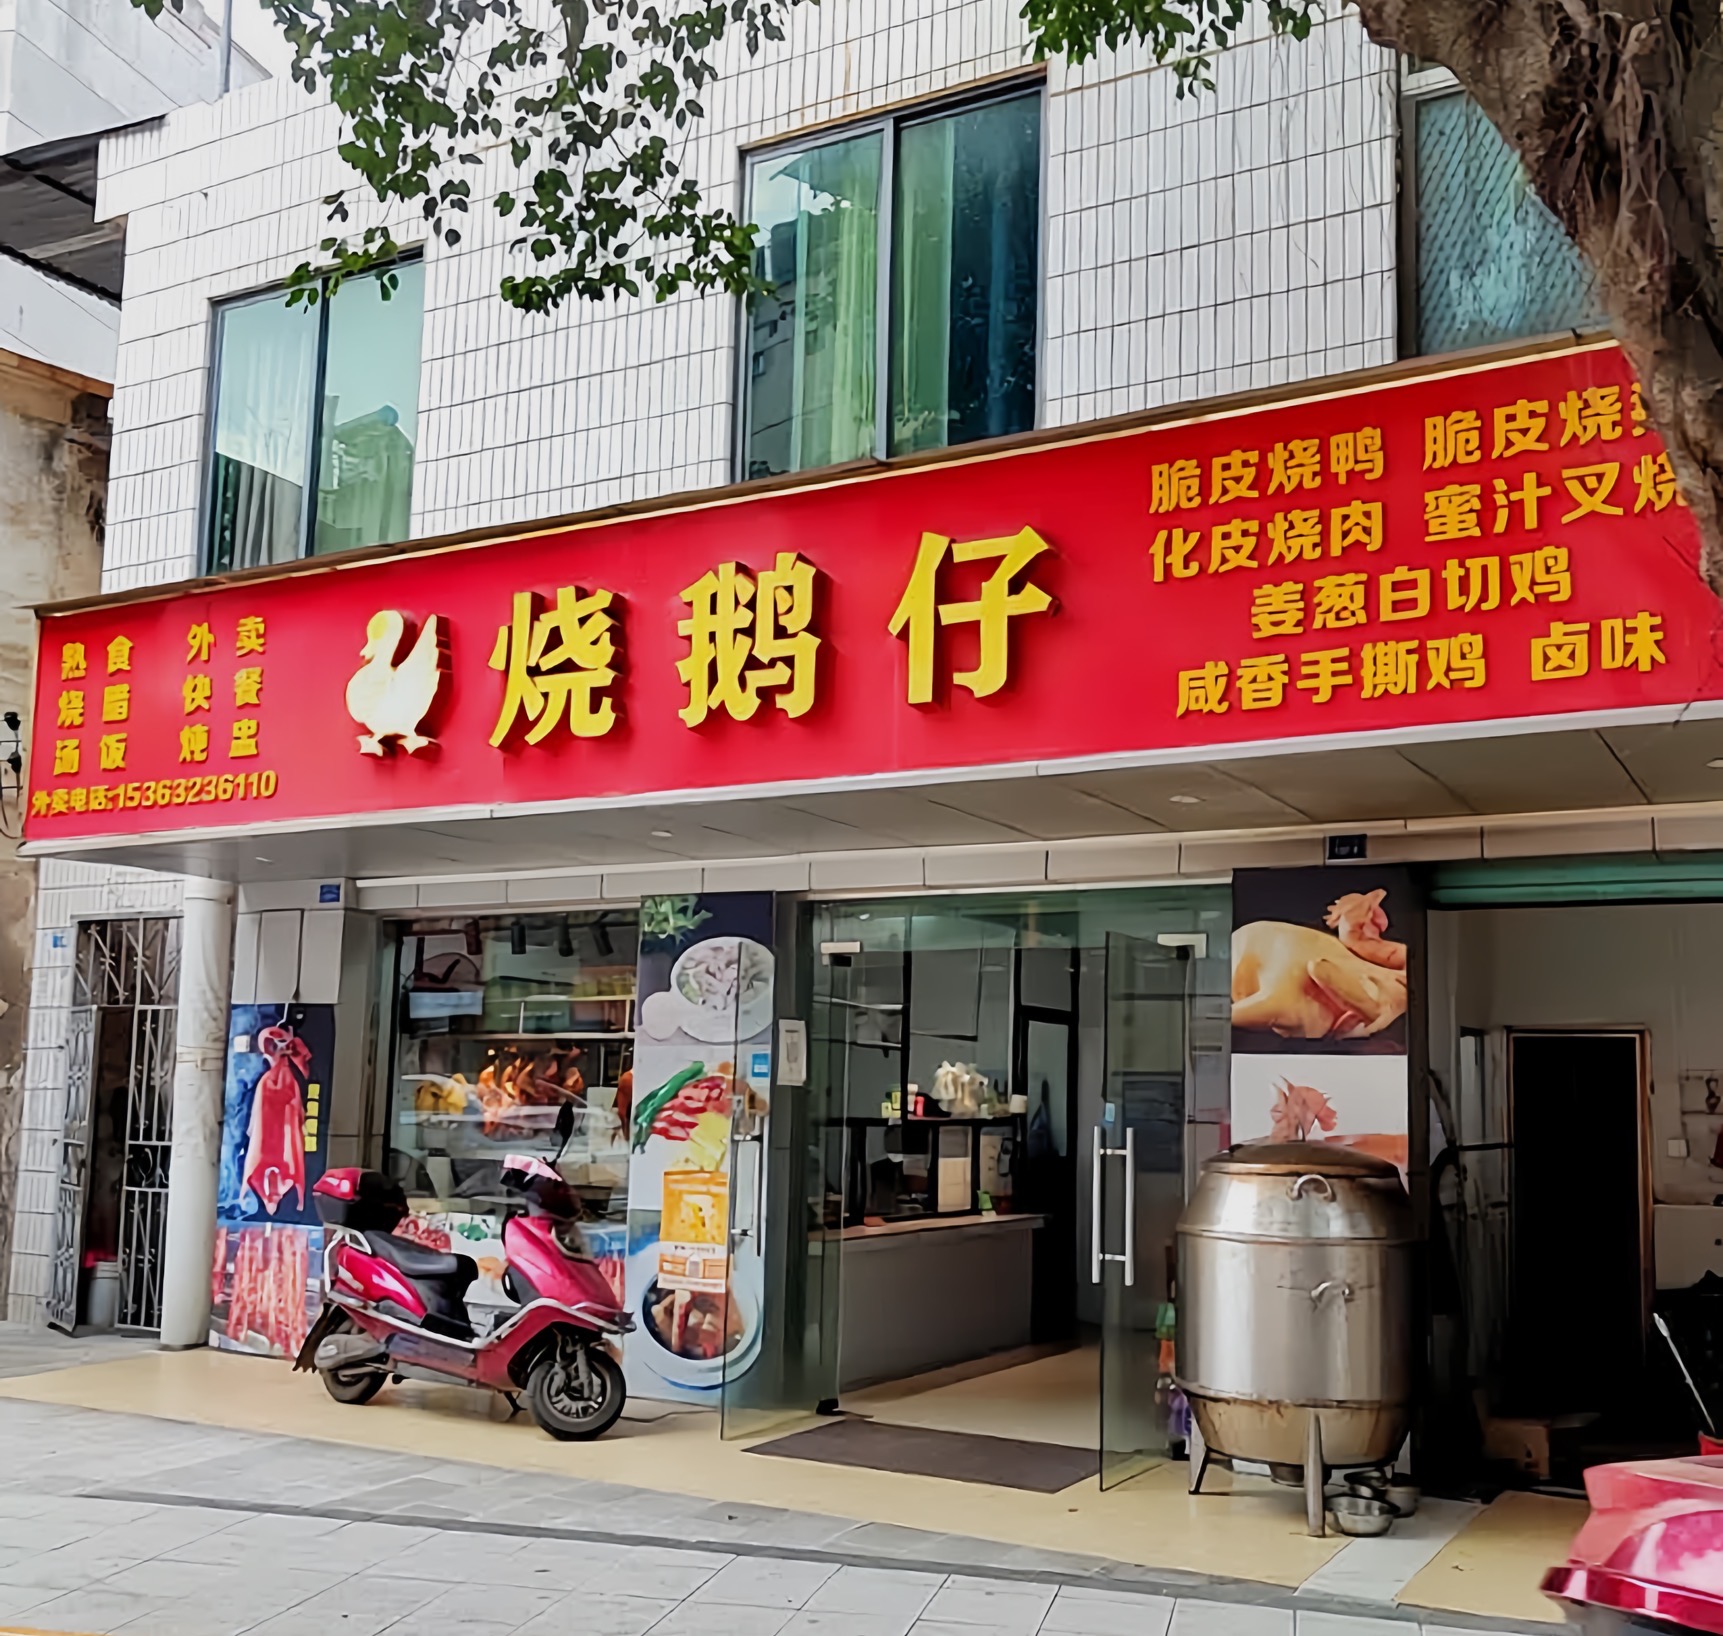 熟食 外卖
烧腊 快餐
汤饭 炖盅
外卖电话:15363236110
烧鹅仔
脆皮烧鸭 脆皮烧
化皮烧肉 蜜汁叉烧
姜葱白切鸡
咸香手撕鸡 卤味